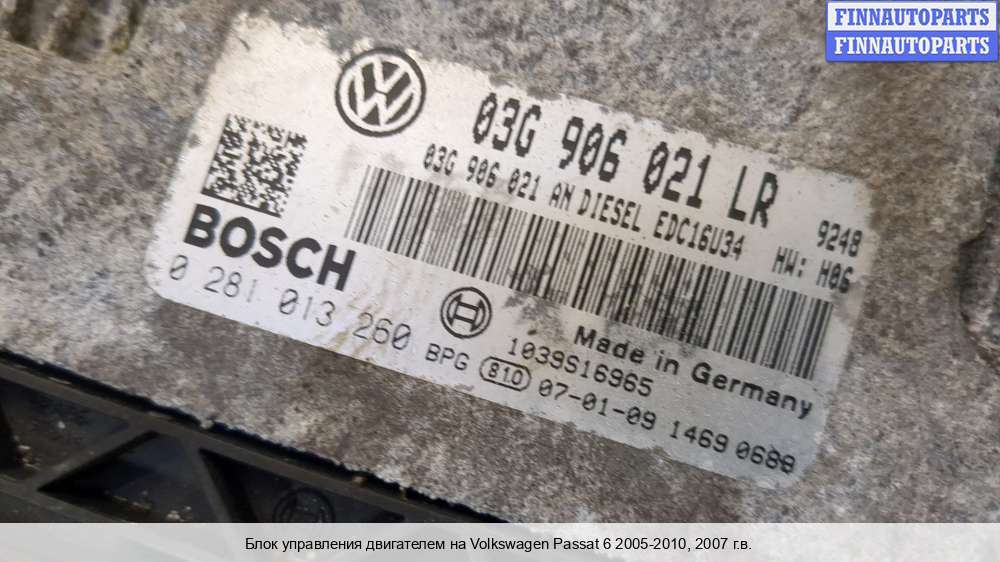 FINNAUTOPARTS
FINNAUTOPARTS
03G 906 021 LR 9248
03G 906 021 AN DIESEL EDC16U34 HW: H06
BOSCH
0 281 013 260
Made in Germany
1039S16965
BPG 810 07-01-09 1469 0688
Блок управления двигателем на Volkswagen Passat 6 2005-2010, 2007 г.в.